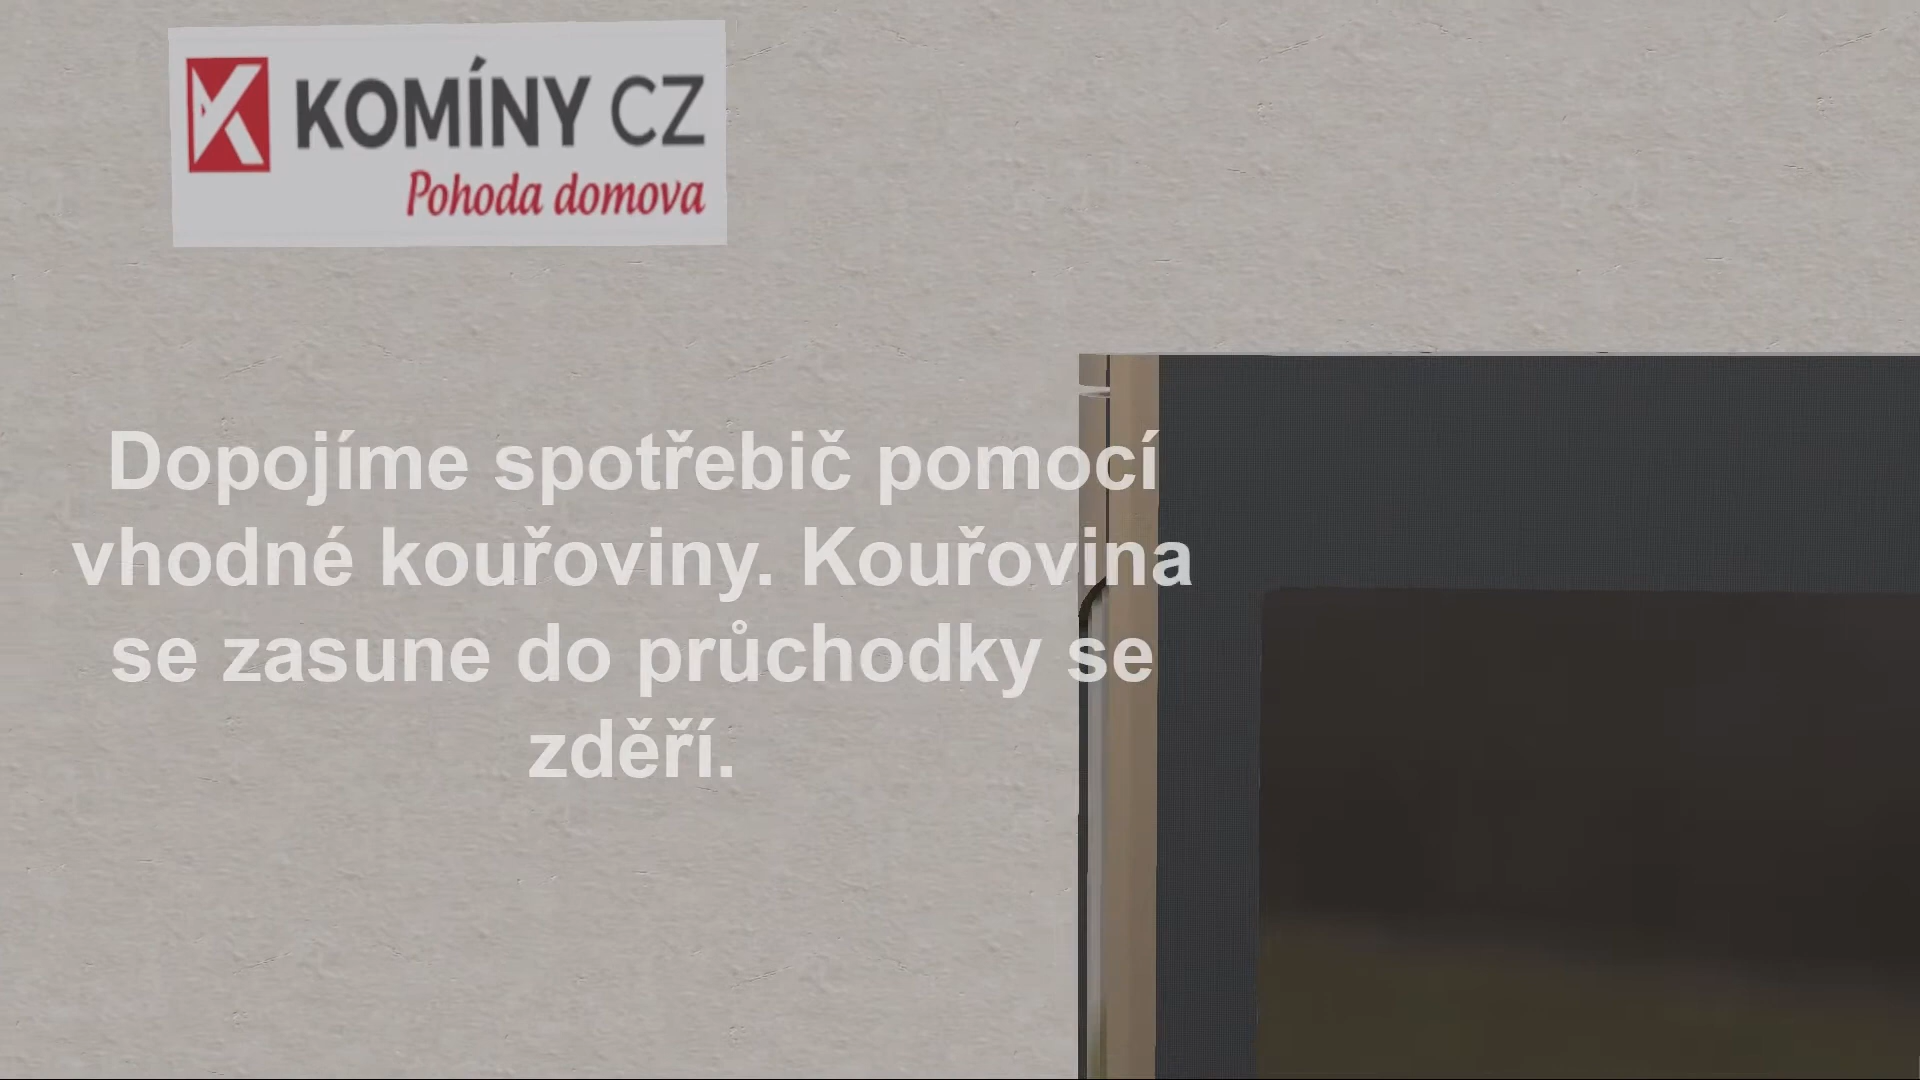 KOMÍNY CZ
Pohoda domova
Dopojíme spotřebič pomocí
vhodné kouřoviny. Kouřovina
se zasune do průchodky se
zděří.